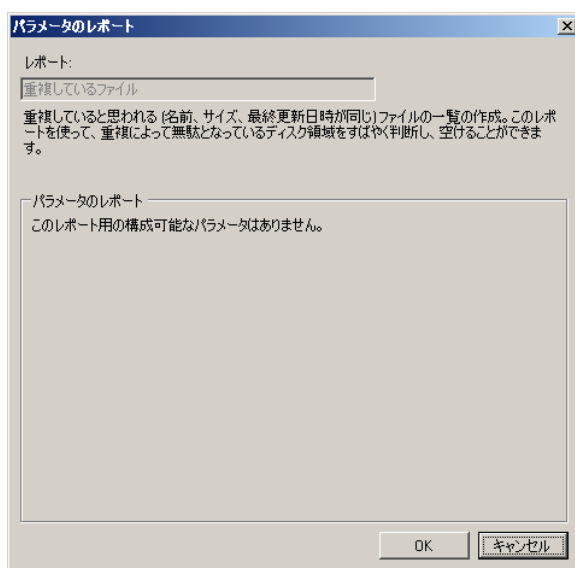 パラメータのレポート
レポート:
重複しているファイル
重複していると思われる (名前、サイズ、最終更新日時が同じ)ファイルの一覧の作成。このレポ
ートを使って、重複によって無駄となっているディスク領域をすばやく判断し、空けることができま
す。
パラメータのレポート
このレポート用の構成可能なパラメータはありません。
OK
キャンセル